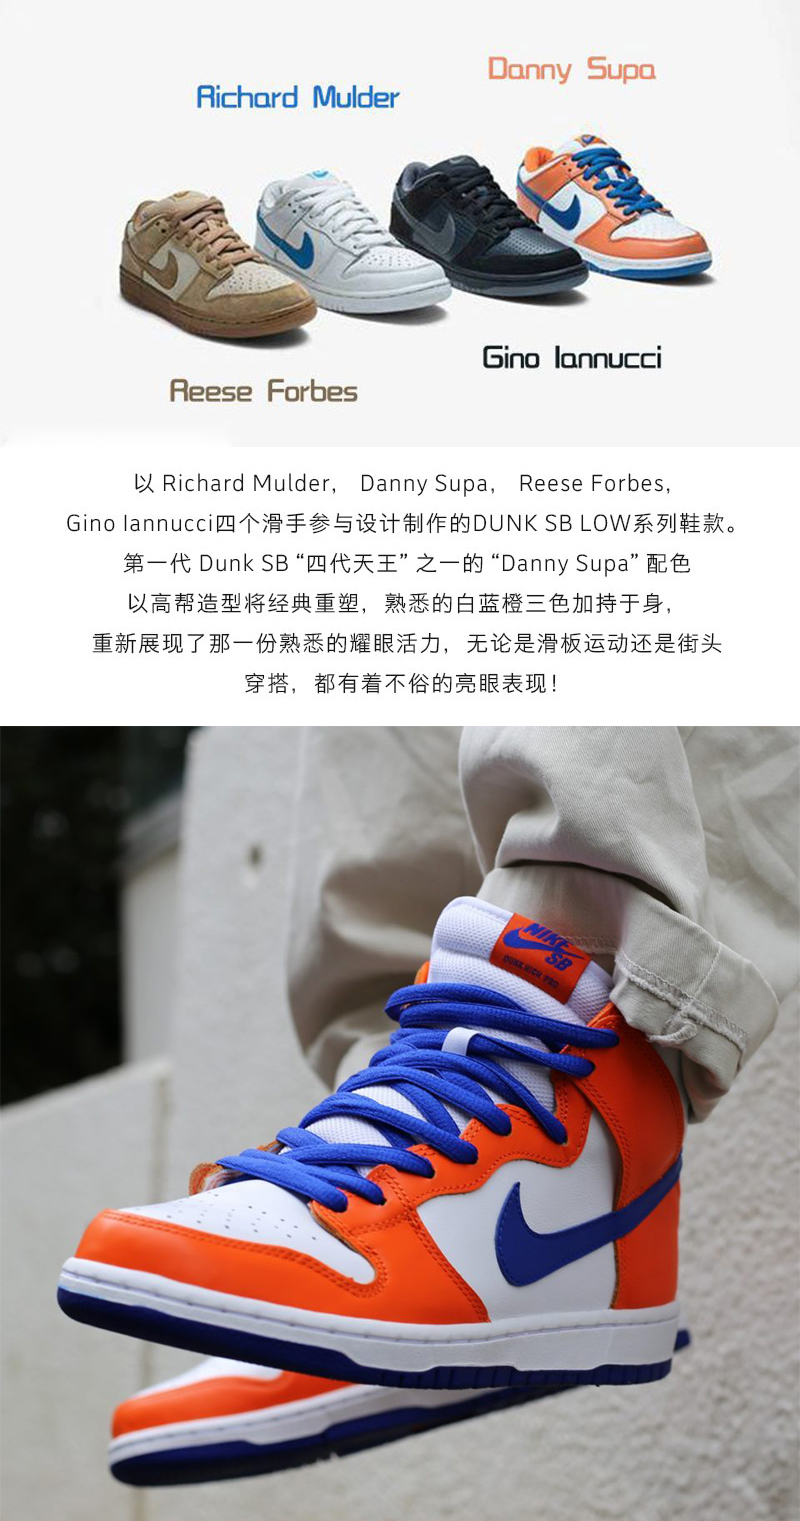 Danny Supa
Richard Mulder
Gino Iannucci
Reese Forbes
以 Richard Mulder， Danny Supa， Reese Forbes，
Gino Iannucci四个滑手参与设计制作的DUNK SB LOW系列鞋款。
第一代 Dunk SB “四代天王” 之一的 “Danny Supa” 配色
以高帮造型将经典重塑，熟悉的白蓝橙三色加持于身，
重新展现了那一份熟悉的耀眼活力，无论是滑板运动还是街头
穿搭，都有着不俗的亮眼表现！
NIKE
SB
DUNK HIGH PRO